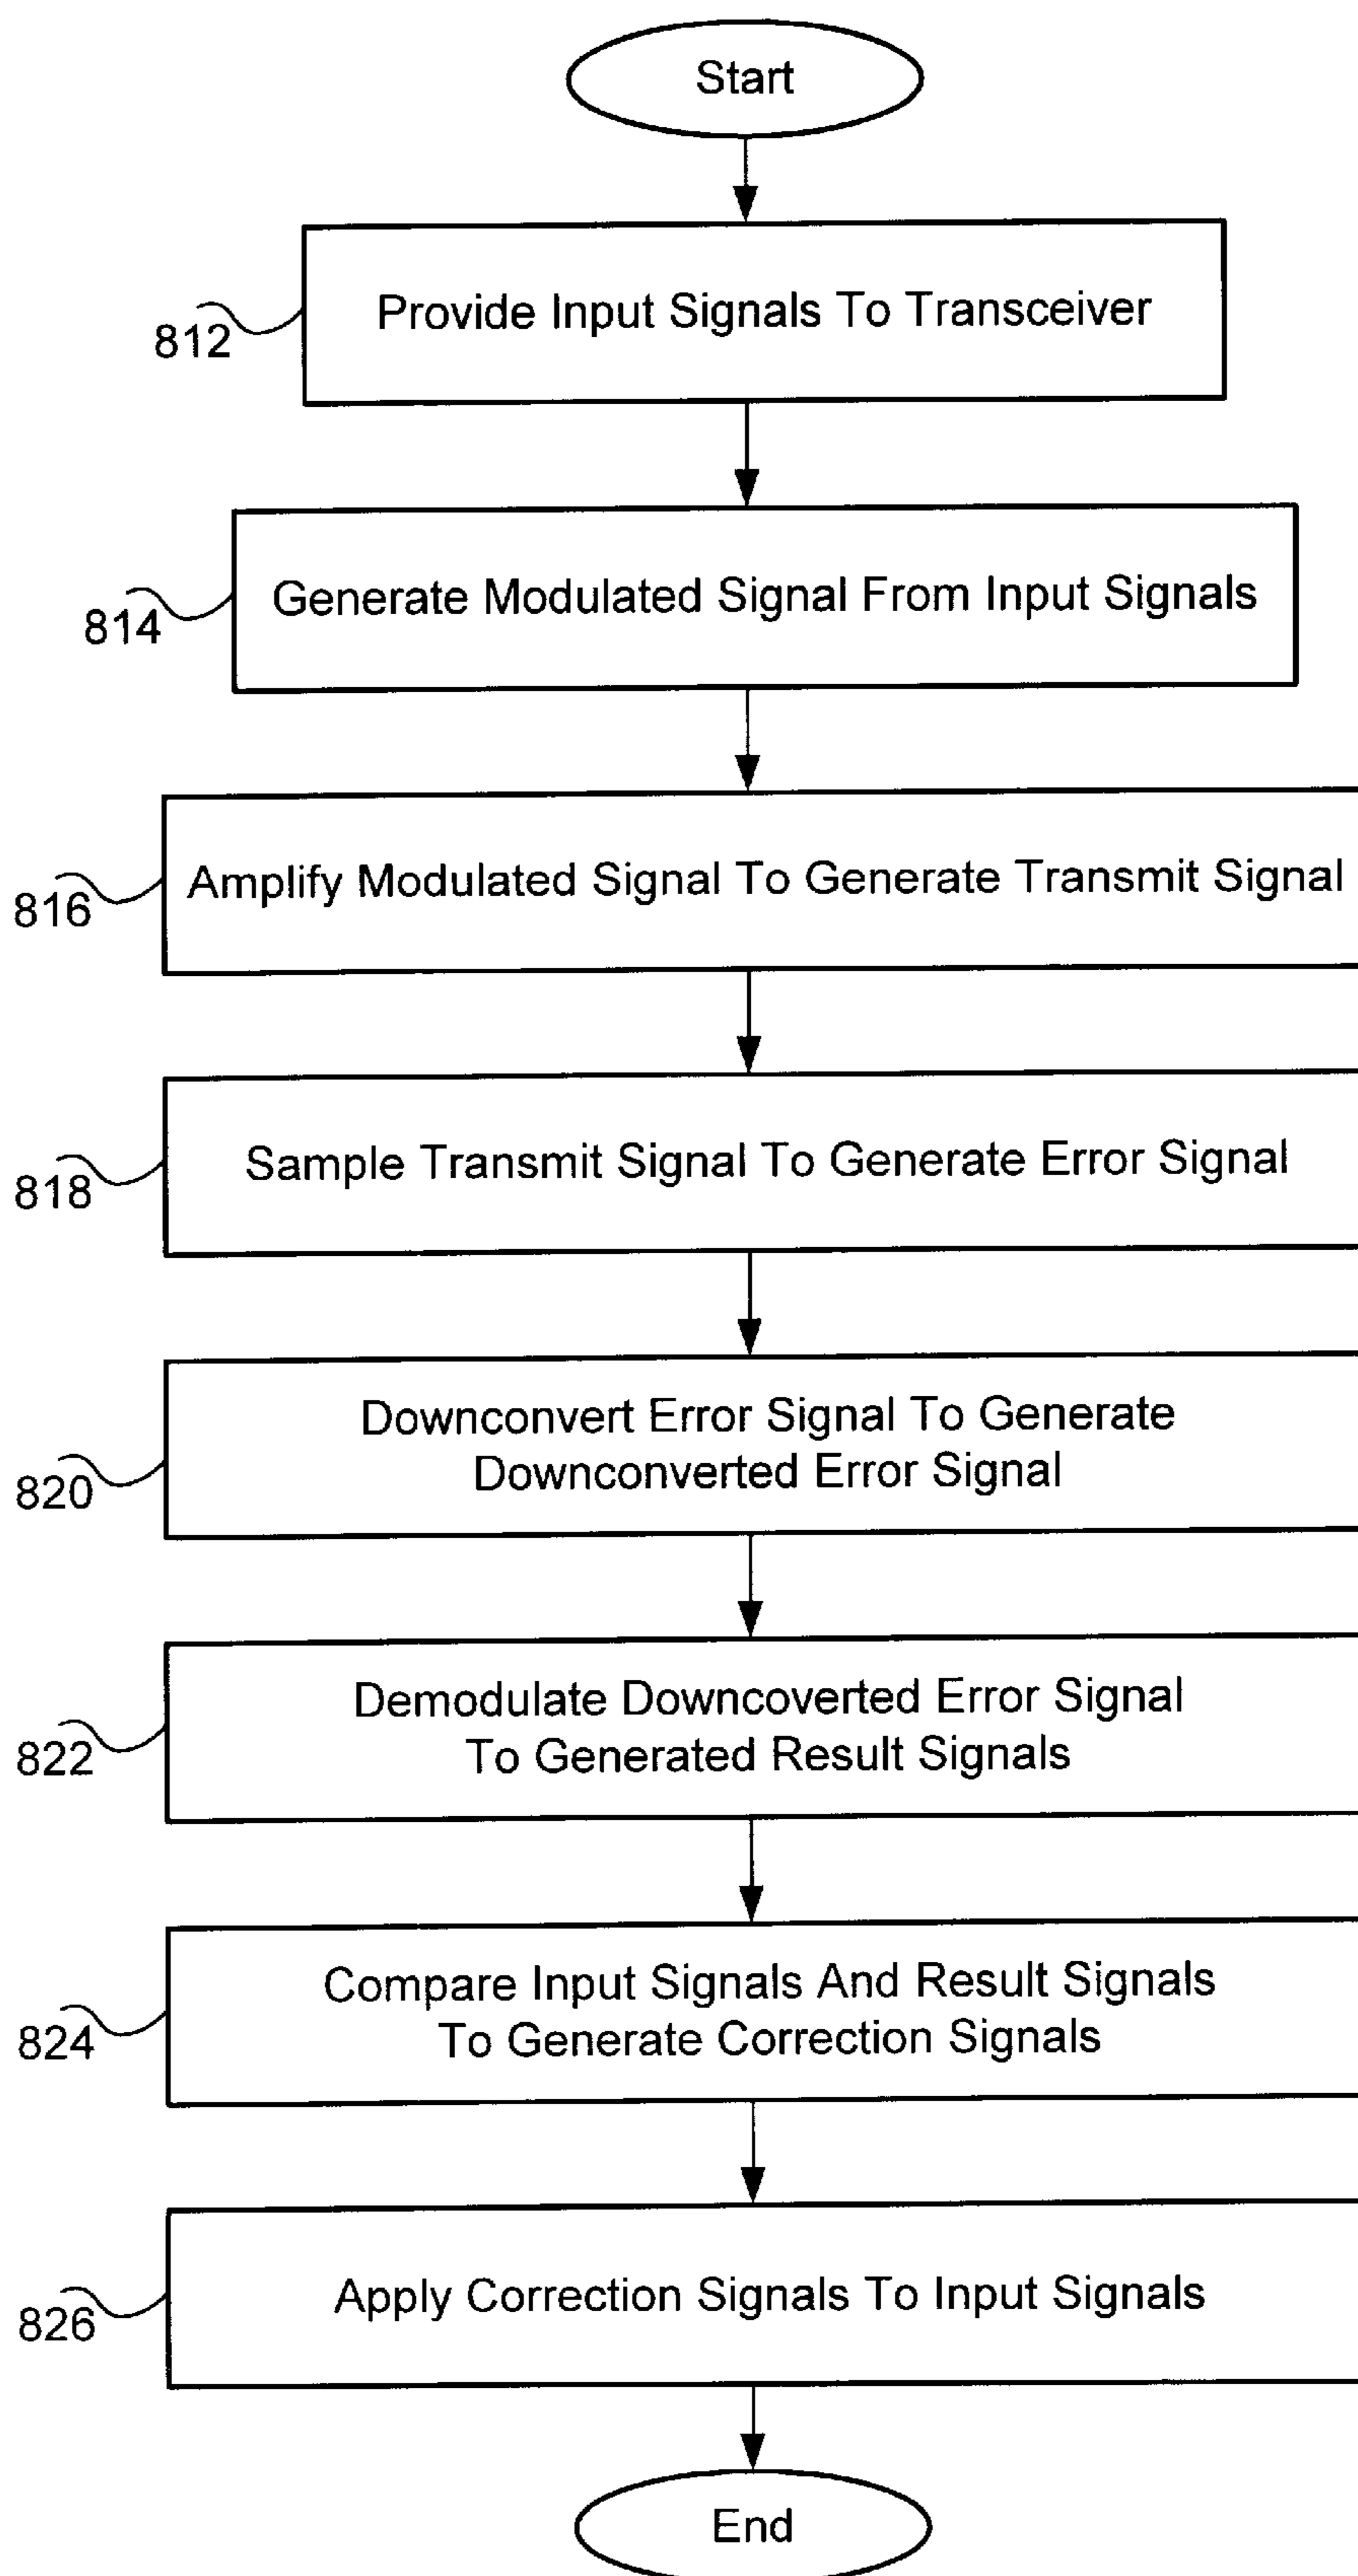 Start
Provide Input Signals To Transceiver
812
Generate Modulated Signal From Input Signals
814
Amplify Modulated Signal To Generate Transmit Signal
816
Sample Transmit Signal To Generate Error Signal
818
Downconvert Error Signal To Generate
Downconverted Error Signal
820
Demodulate Downcoverted Error Signal
To Generated Result Signals
822
Compare Input Signals And Result Signals
To Generate Correction Signals
824
Apply Correction Signals To Input Signals
826
End